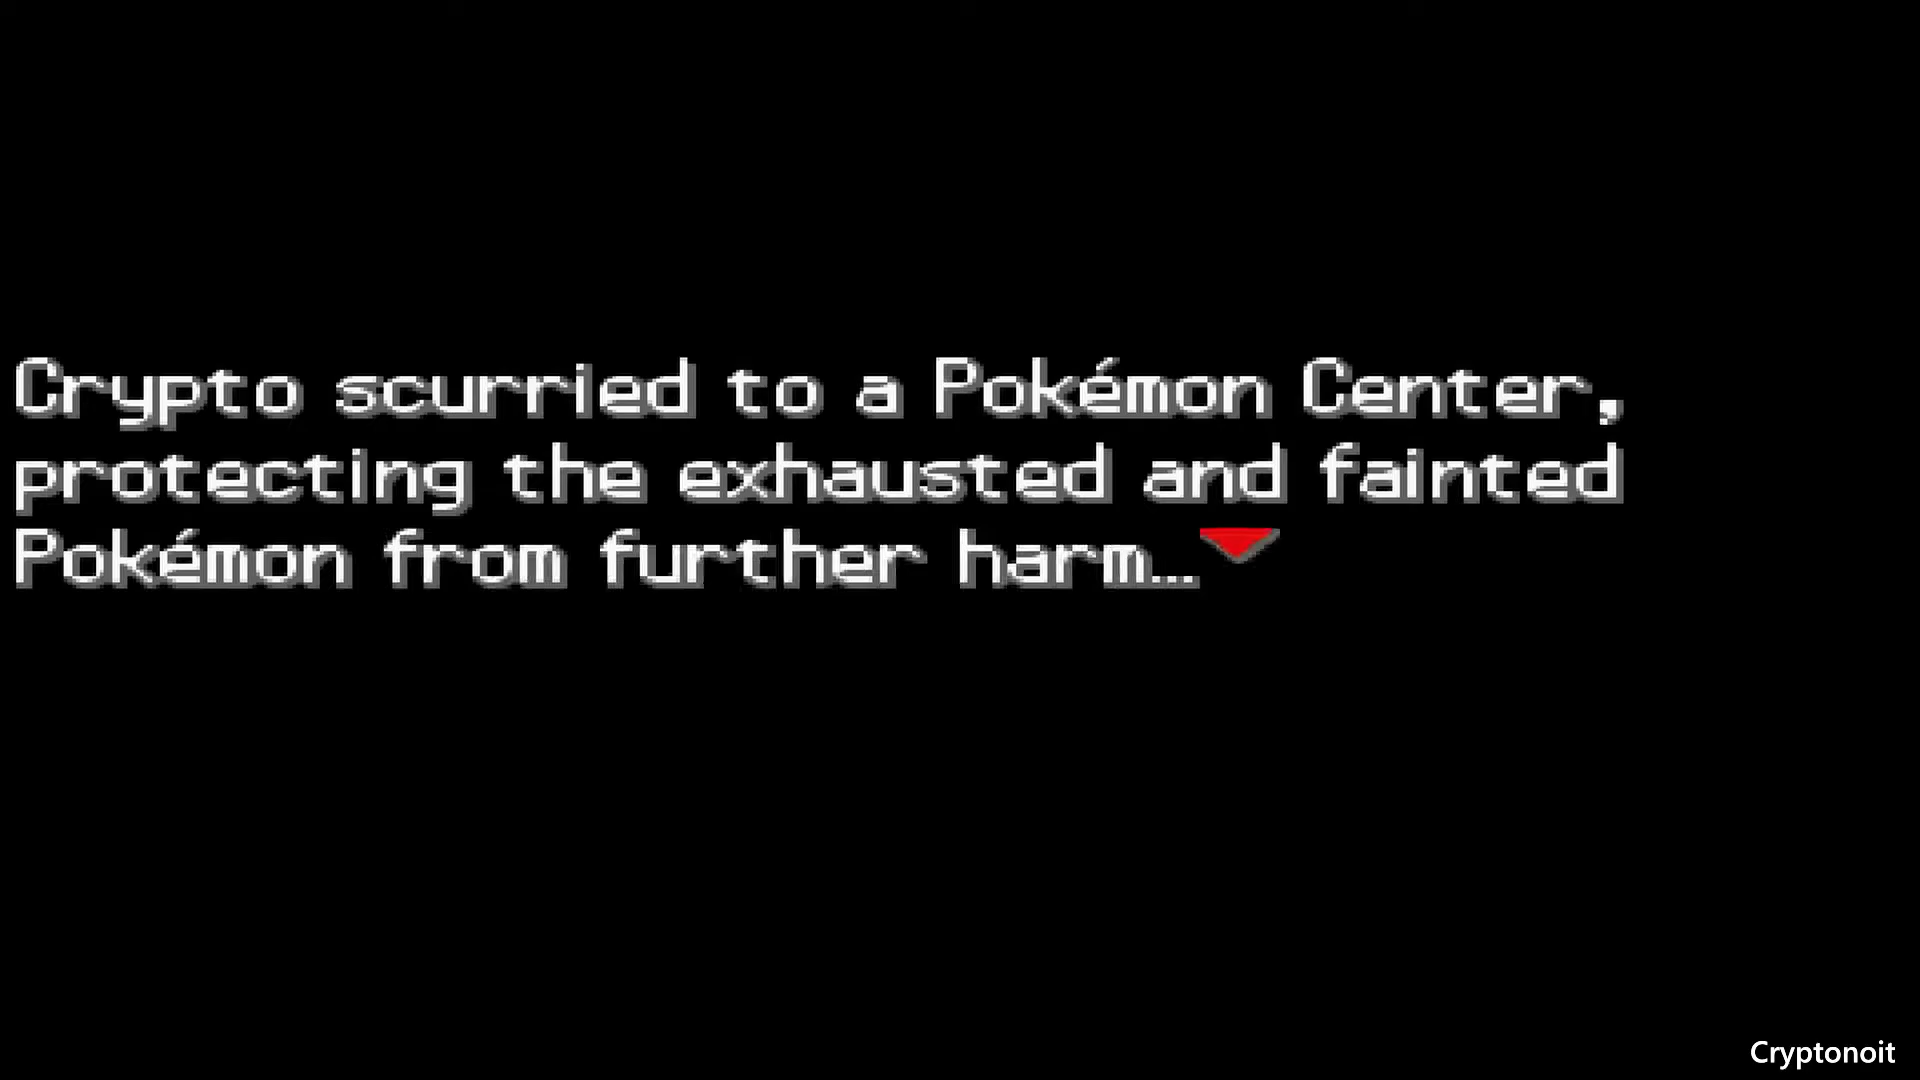 Crypto scurried to a Pokémon Center,
protecting the exhausted and fainted
Pokémon from further harm…
Cryptonoit